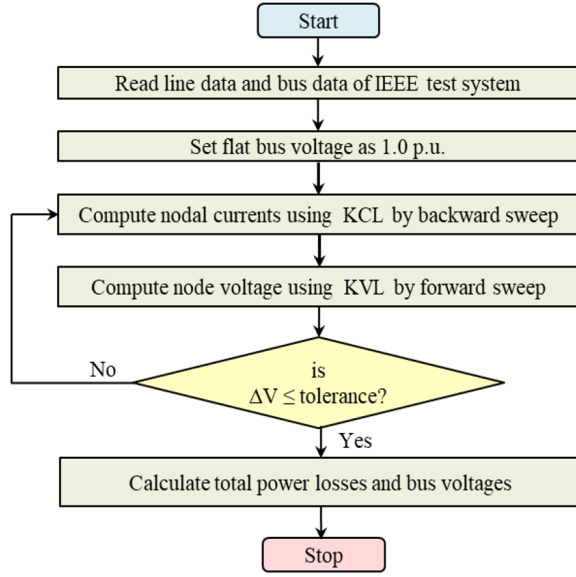 Start
Read line data and bus data of IEEE test system
Set flat bus voltage as 1.0 p.u.
Compute nodal currents using KCL by backward sweep
Compute node voltage using KVL by forward sweep
is
ΔV ≤ tolerance?
No
Yes
Calculate total power losses and bus voltages
Stop